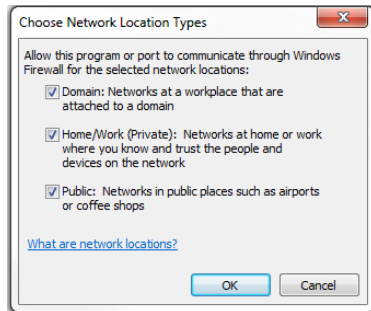 Choose Network Location Types
Allow this program or port to communicate through Windows
Firewall for the selected network locations:
Domain: Networks at a workplace that are
attached to a domain
Home/Work (Private): Networks at home or work
where you know and trust the people and
devices on the network
Public: Networks in public places such as airports
or coffee shops
What are network locations?
OK
Cancel